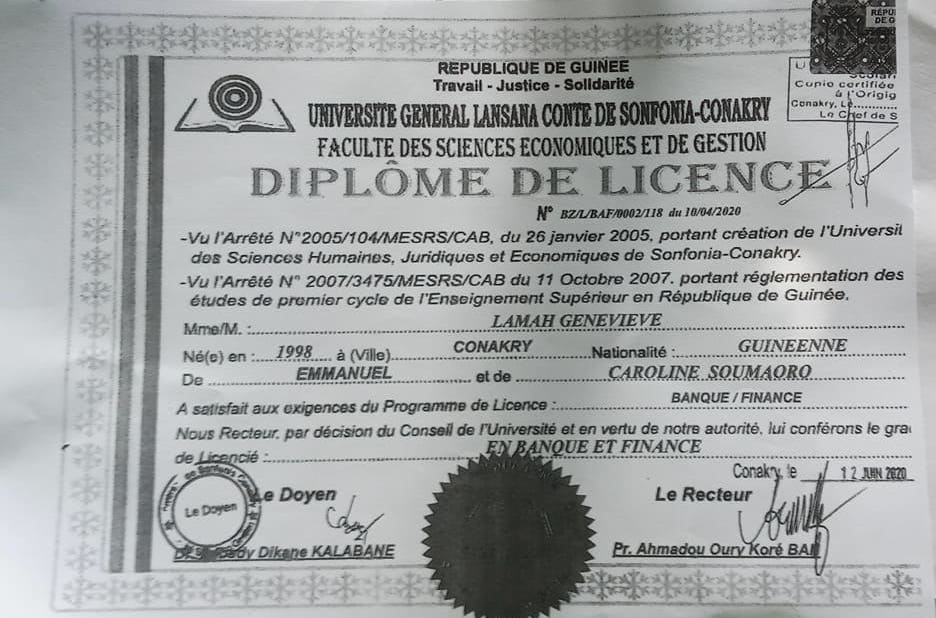 RÉPU
DE G
REPUBLIQUE DE GUINEE
Travail - Justice - Solidarité
Copie certifiée
à l'Origi
Conakry, Le
Le Chef de S
UNIVERSITE GENERAL LANSANA CONTE DE SONFONIA-CONAKRY
FACULTE DES SCIENCES ECONOMIQUES ET DE GESTION
DIPLÔME DE LICENCE
N° BZ/L/BAF/0002/118 du 10/04/2020
-Vu l'Arrêté N°2005/104/MESRS/CAB, du 26 janvier 2005, portant création de l'Universit
des Sciences Humaines, Juridiques et Economiques de Sonfonia-Conakry.
-Vu l'Arrêté N° 2007/3475/MESRS/CAB du 11 Octobre 2007. portant réglementation des
études de premier cycle de l'Enseignement Supérieur en République de Guinée.
Mme/M. : LAMAH GENEVIEVE
Né(e) en : 1998 à (Ville) CONAKRY Nationalité : GUINEENNE
De EMMANUEL et de CAROLINE SOUMAORO
A satisfait aux exigences du Programme de Licence : BANQUE / FINANCE
Nous Recteur, par décision du Conseil de l'Université et en vertu de notre autorité, lui conférons le gra
de Licencié : EN BANQUE ET FINANCE
Conakry, le 12 JUIN 2020
Le Doyen
Le Recteur
Le Doyen
Dikane KALABANE
Pr. Ahmadou Oury Koré BAH